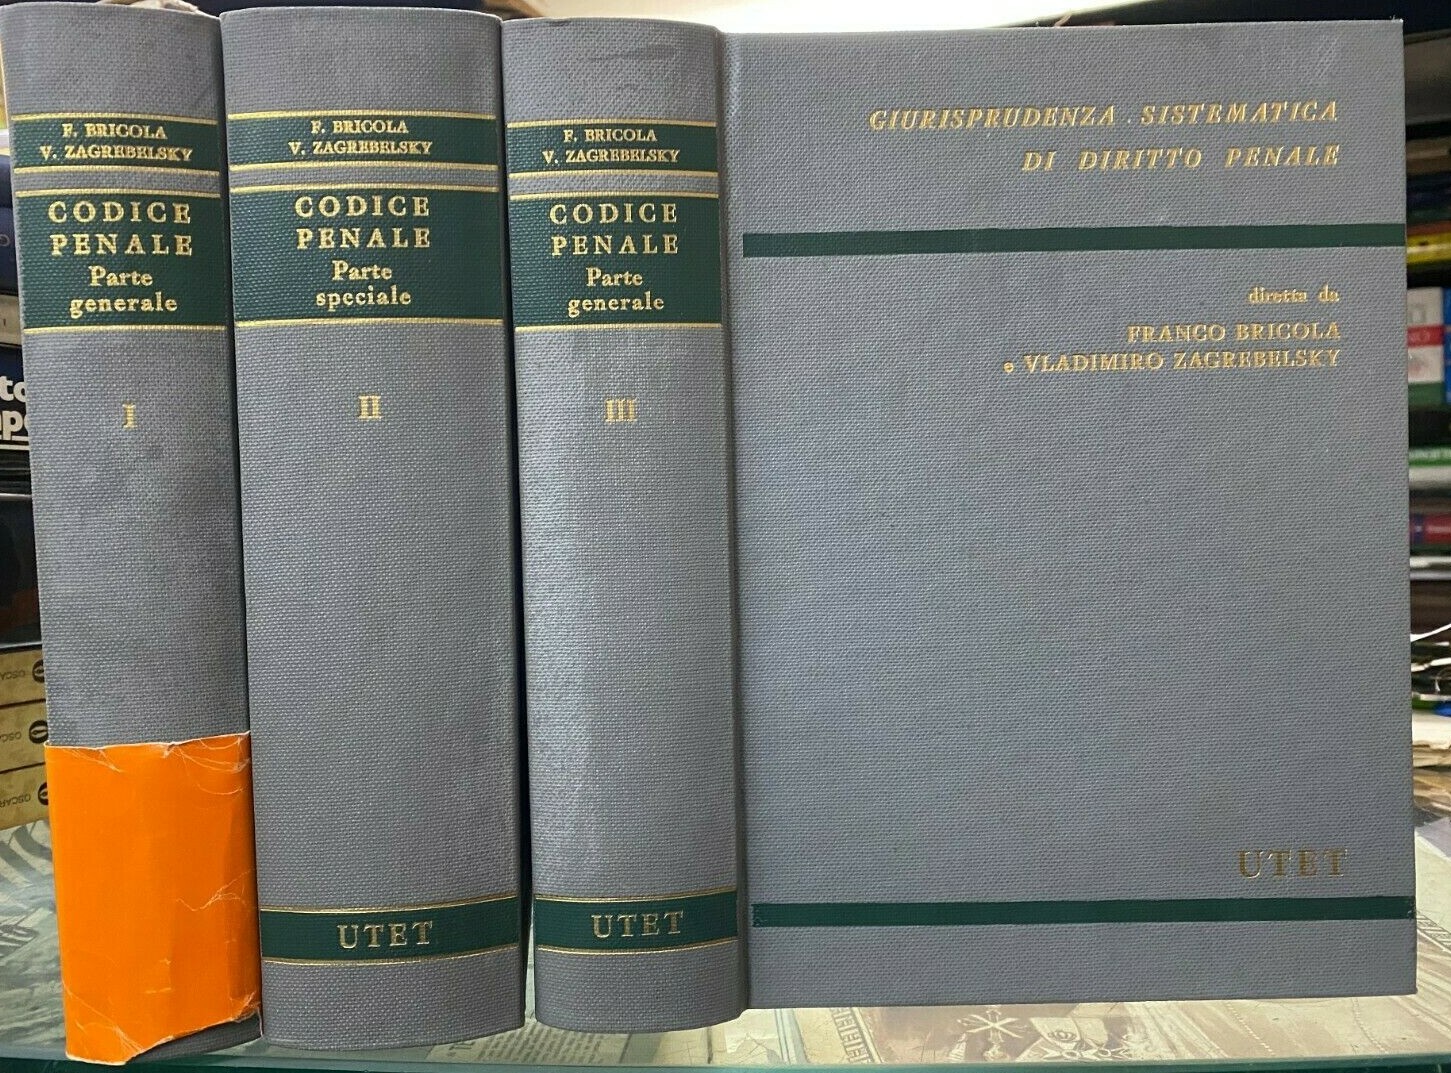 F. BRICOLA
V. ZAGREBELSKY
CODICE
PENALE
Parte
generale
I
F. BRICOLA
V. ZAGREBELSKY
CODICE
PENALE
Parte
speciale
II
UTET
F. BRICOLA
V. ZAGREBELSKY
CODICE
PENALE
Parte
generale
III
UTET
GIURISPRUDENZA SISTEMATICA
DI DIRITTO PENALE
diretta da
FRANCO BRICOLA
e VLADIMIRO ZAGREBELSKY
UTET
OSCAR